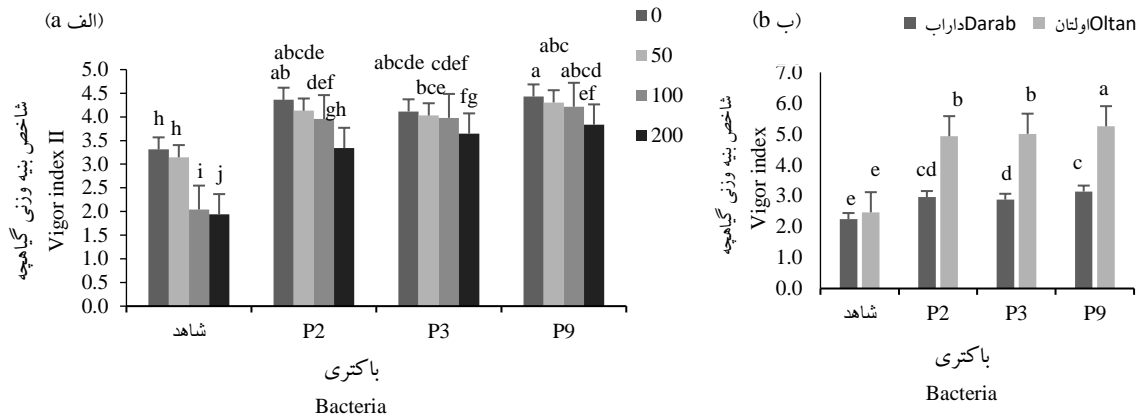 (الف a)
0
50
100
200
شاخص بنیه وزنی گیاهچه
Vigor index II
5.0
4.5
4.0
3.5
3.0
2.5
2.0
1.5
1.0
0.5
0.0
h h i j
ab abcde def gh
abcde bce cdef fg
a abc abcd ef
شاهد P2 P3 P9
باکتری
Bacteria
(ب b)
دارابDarab
اولتانOltan
شاخص بنیه وزنی گیاهچه
Vigor index
7.0
6.0
5.0
4.0
3.0
2.0
1.0
0.0
e e cd b d b c a
شاهد P2 P3 P9
باکتری
Bacteria